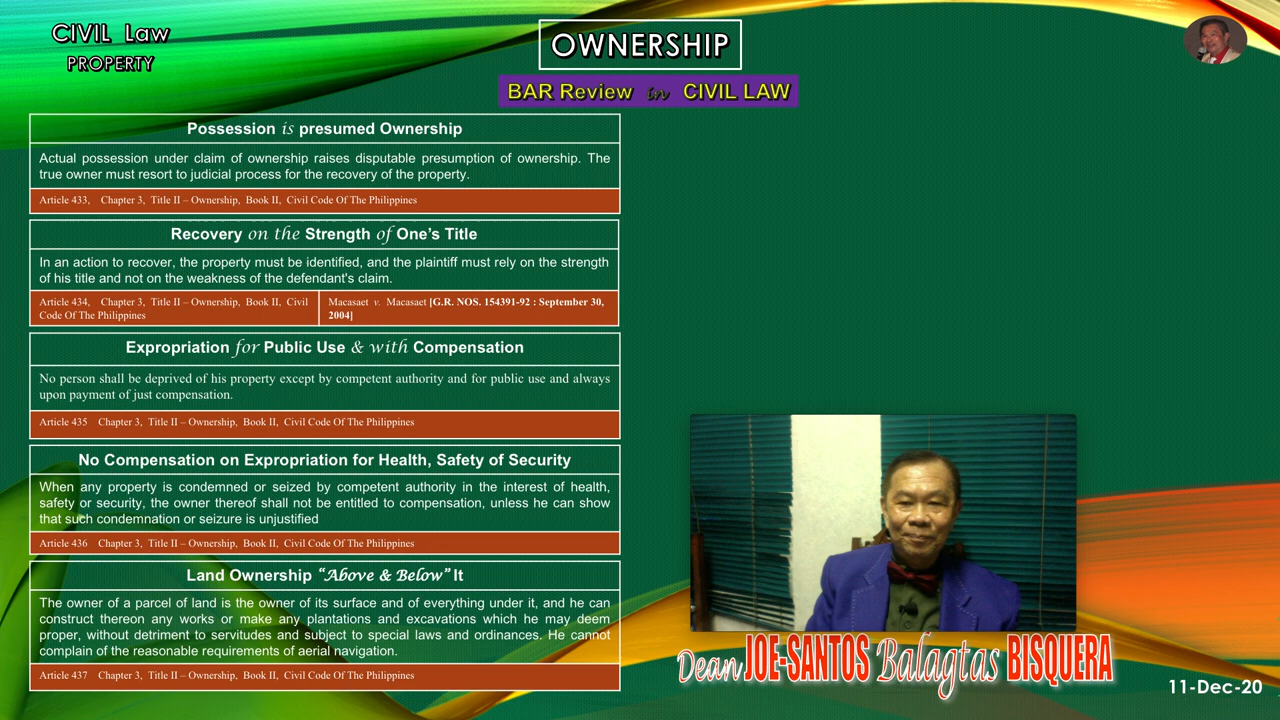 CIVIL Law
PROPERTY
OWNERSHIP
BAR Review in CIVIL LAW
Possession is presumed Ownership
Actual possession under claim of ownership raises disputable presumption of ownership. The
true owner must resort to judicial process for the recovery of the property.
Article 433, Chapter 3, Title II – Ownership, Book II, Civil Code Of The Philippines
Recovery on the Strength of One's Title
In an action to recover, the property must be identified, and the plaintiff must rely on the strength
of his title and not on the weakness of the defendant's claim.
Article 434, Chapter 3, Title II – Ownership, Book II, Civil
Code Of The Philippines
Macasaet v. Macasaet [G.R. NOS. 154391-92 : September 30,
2004]
Expropriation for Public Use & with Compensation
No person shall be deprived of his property except by competent authority and for public use and always
upon payment of just compensation.
Article 435 Chapter 3, Title II – Ownership, Book II, Civil Code Of The Philippines
No Compensation on Expropriation for Health, Safety of Security
When any property is condemned or seized by competent authority in the interest of health,
safety or security, the owner thereof shall not be entitled to compensation, unless he can show
that such condemnation or seizure is unjustified
Article 436 Chapter 3, Title II – Ownership, Book II, Civil Code Of The Philippines
Land Ownership "Above & Below" It
The owner of a parcel of land is the owner of its surface and of everything under it, and he can
construct thereon any works or make any plantations and excavations which he may deem
proper, without detriment to servitudes and subject to special laws and ordinances. He cannot
complain of the reasonable requirements of aerial navigation.
Article 437 Chapter 3, Title II – Ownership, Book II, Civil Code Of The Philippines
Dean JOE-SANTOS Balagtas BISQUERA
11-Dec-20